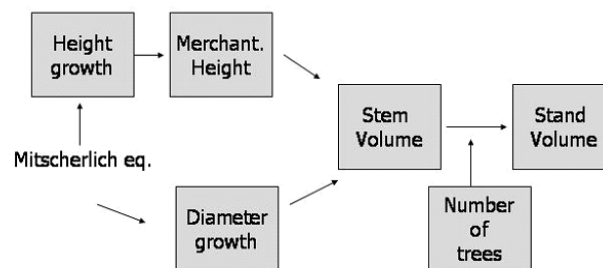 Height
growth
Merchant.
Height
Stem
Volume
Stand
Volume
Mitscherlich eq.
Diameter
growth
Number
of
trees